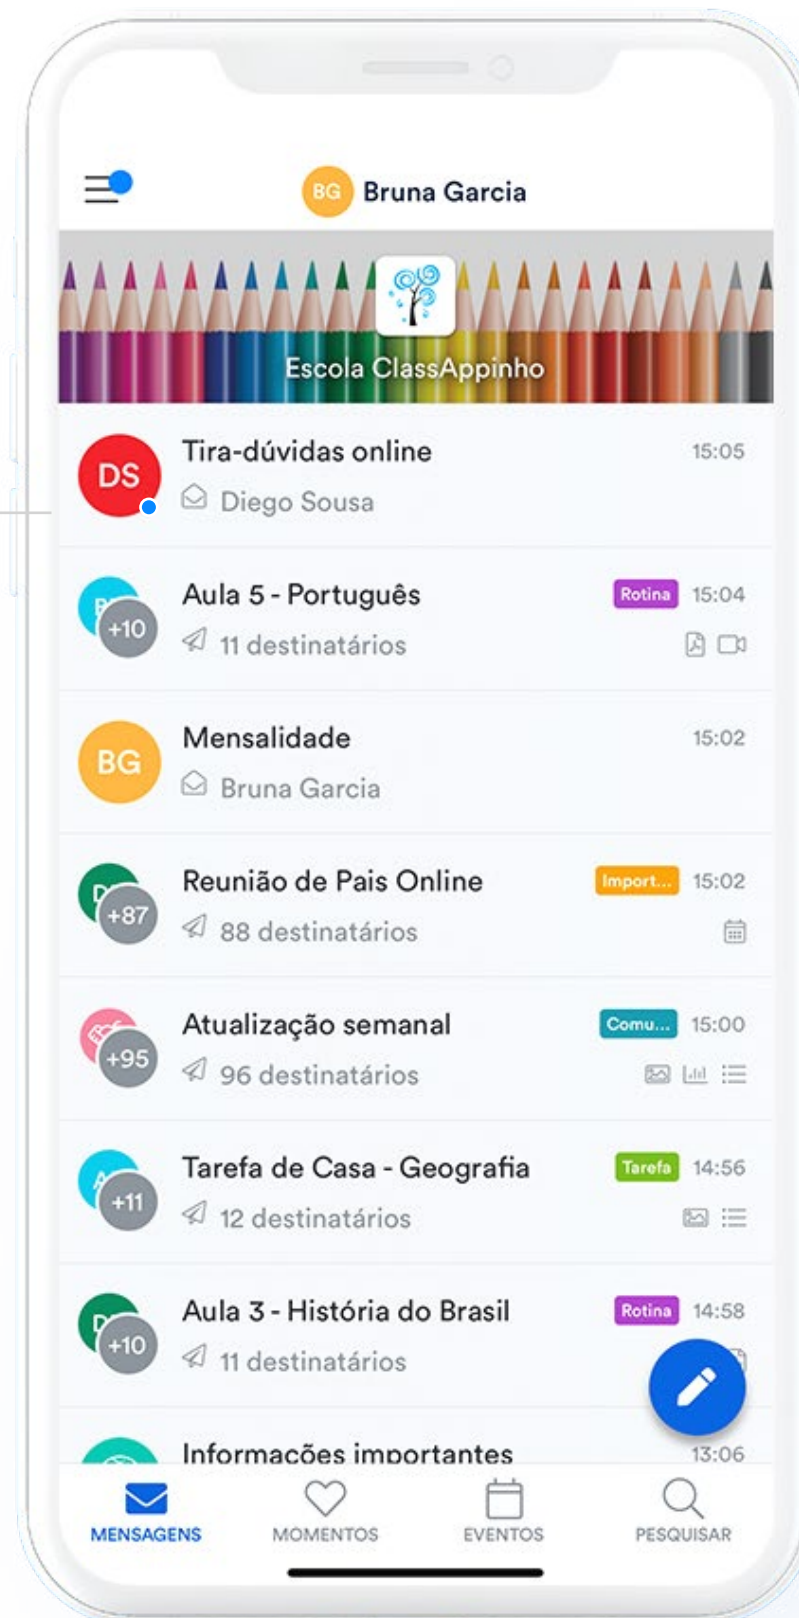 BG Bruna Garcia
Escola ClassAppinho
DS
Tira-dúvidas online 15:05
Diego Sousa
Aula 5 - Português Rotina 15:04
+10
11 destinatários
Mensalidade 15:02
BG
Bruna Garcia
Reunião de Pais Online Import... 15:02
+87
88 destinatários
Atualização semanal Comu... 15:00
+95
96 destinatários
Tarefa de Casa - Geografia Tarefa 14:56
+11
12 destinatários
Aula 3 - História do Brasil Rotina 14:58
+10
11 destinatários
Informações importantes 13:06
MENSAGENS MOMENTOS EVENTOS PESQUISAR